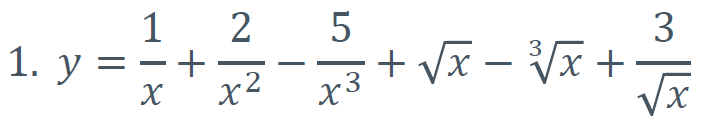 1. y = 1/x + 2/x² − 5/x³ + √x − ∛x + 3/√x